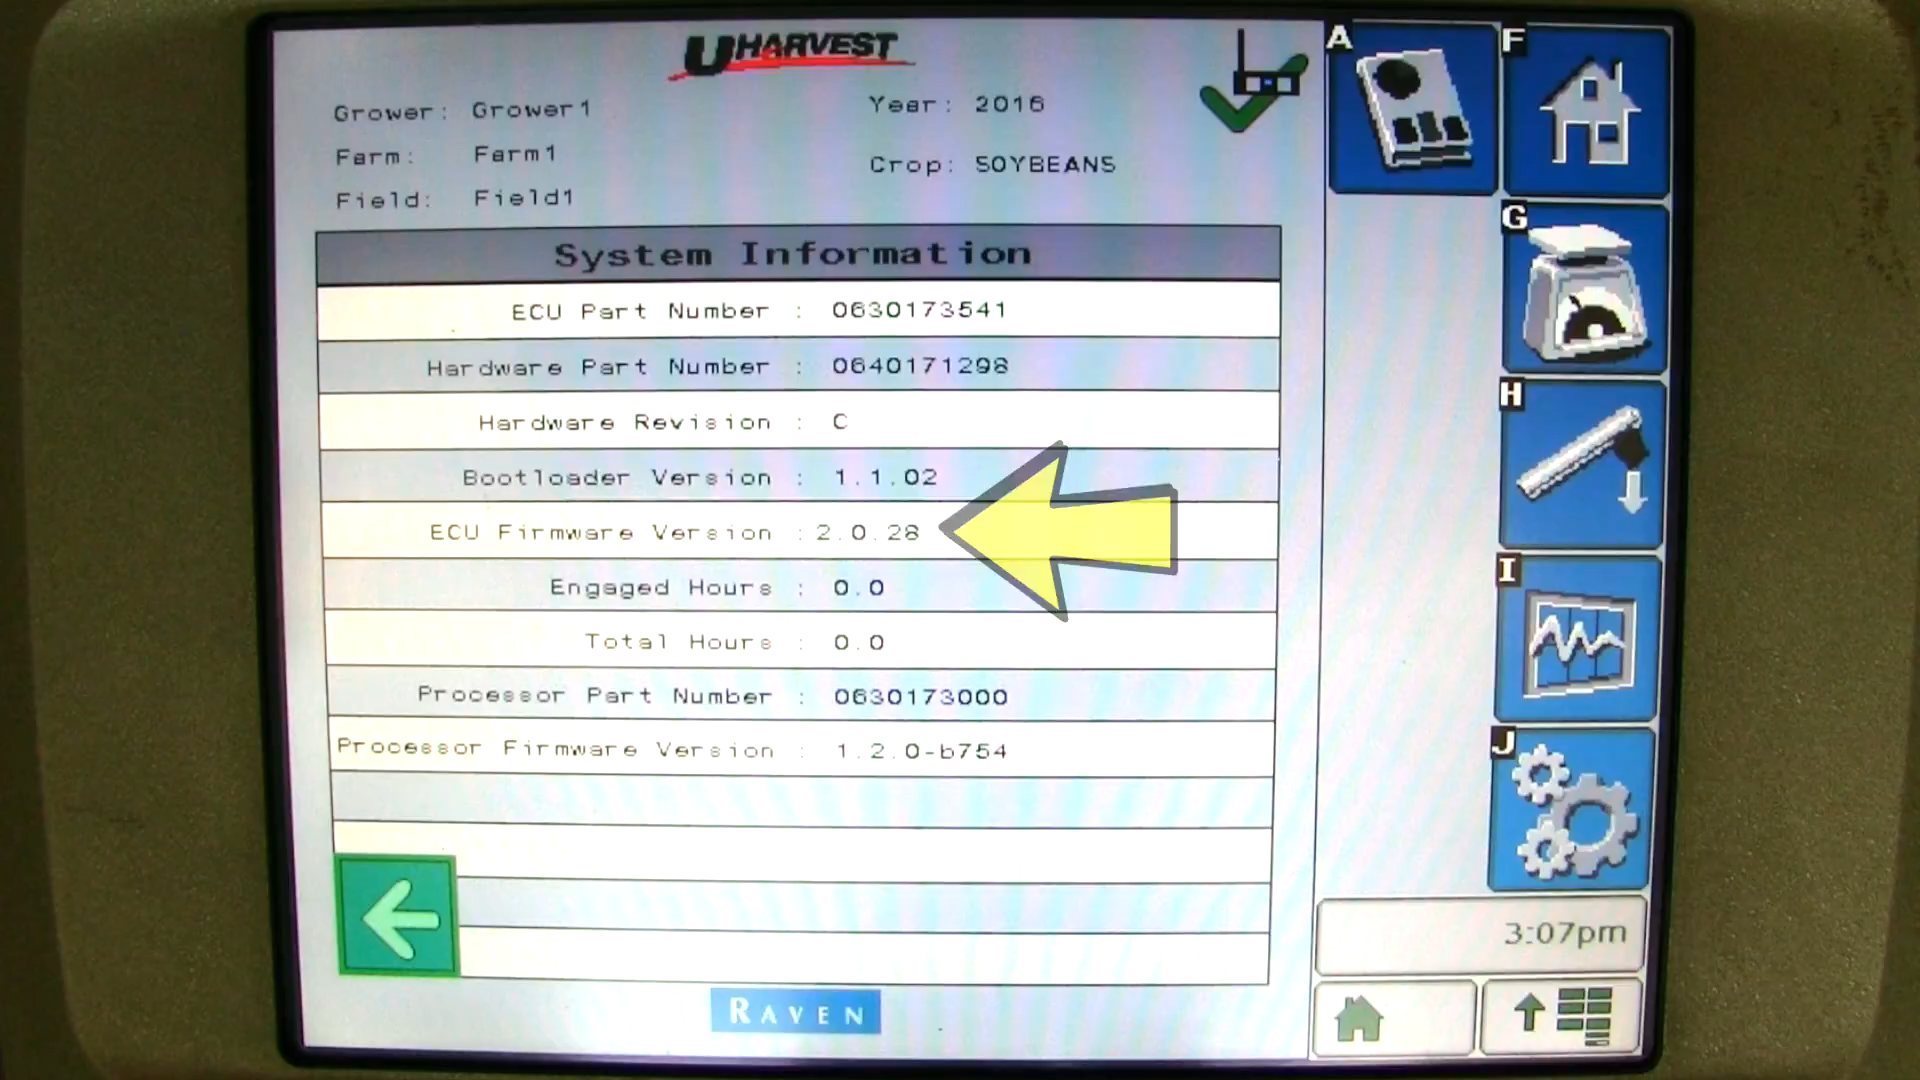 UHARVEST
Grower: Grower1
Year: 2016
Farm: Farm1
Crop: SOYBEANS
Field: Field1
System Information
ECU Part Number : 0630173541
Hardware Part Number : 0640171298
Hardware Revision : C
Bootloader Version : 1.1.02
ECU Firmware Version : 2.0.28
Engaged Hours : 0.0
Total Hours : 0.0
Processor Part Number : 0630173000
Processor Firmware Version : 1.2.0-b754
RAVEN
A
F
G
H
I
J
3:07pm